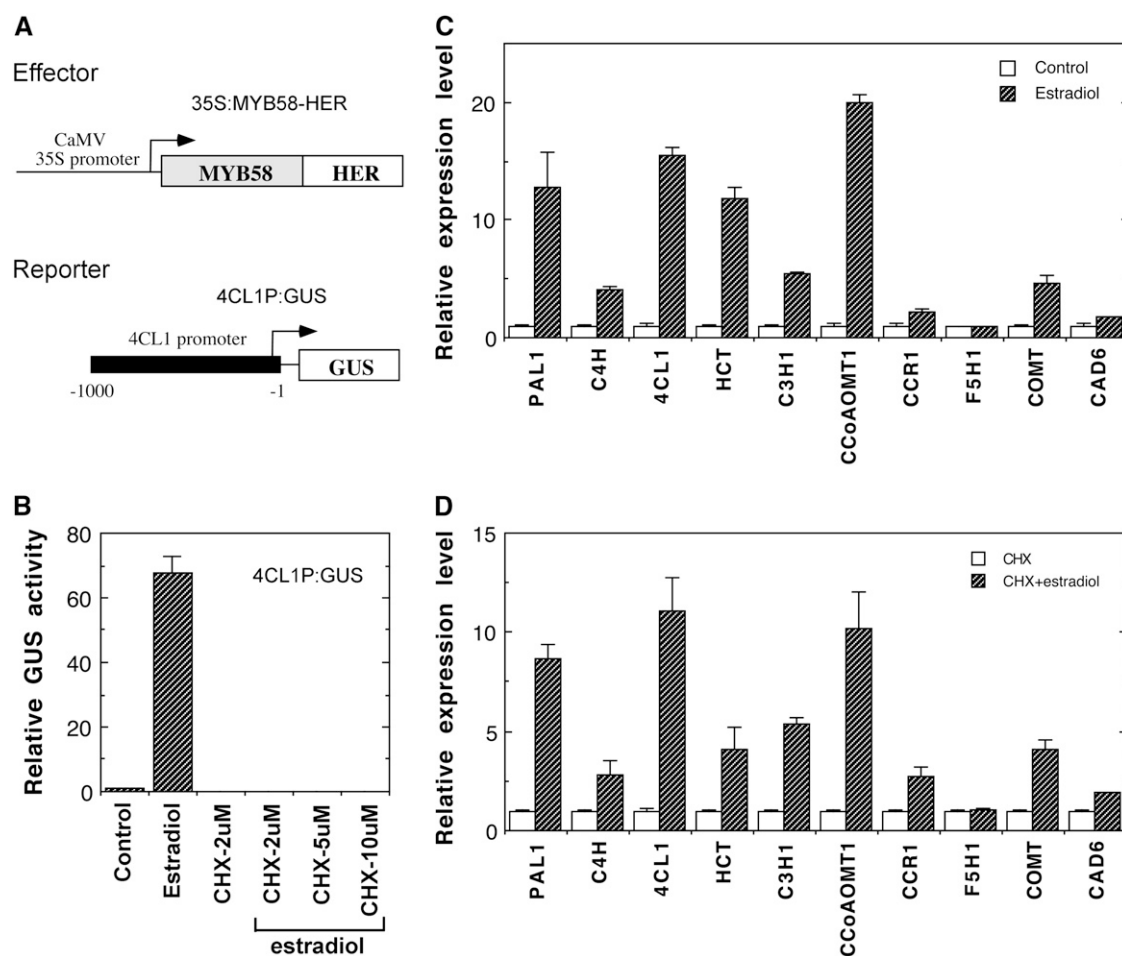 A
Effector
35S:MYB58-HER
CaMV
35S promoter
MYB58
HER
Reporter
4CL1P:GUS
4CL1 promoter
GUS
-1000
-1
B
Relative GUS activity
80
60
40
20
0
4CL1P:GUS
Control
Estradiol
CHX-2uM
CHX-2uM
CHX-5uM
CHX-10uM
estradiol
C
Relative expression level
20
10
0
Control
Estradiol
PAL1
C4H
4CL1
HCT
C3H1
CCoAOMT1
CCR1
F5H1
COMT
CAD6
D
Relative expression level
15
10
5
0
CHX
CHX+estradiol
PAL1
C4H
4CL1
HCT
C3H1
CCoAOMT1
CCR1
F5H1
COMT
CAD6